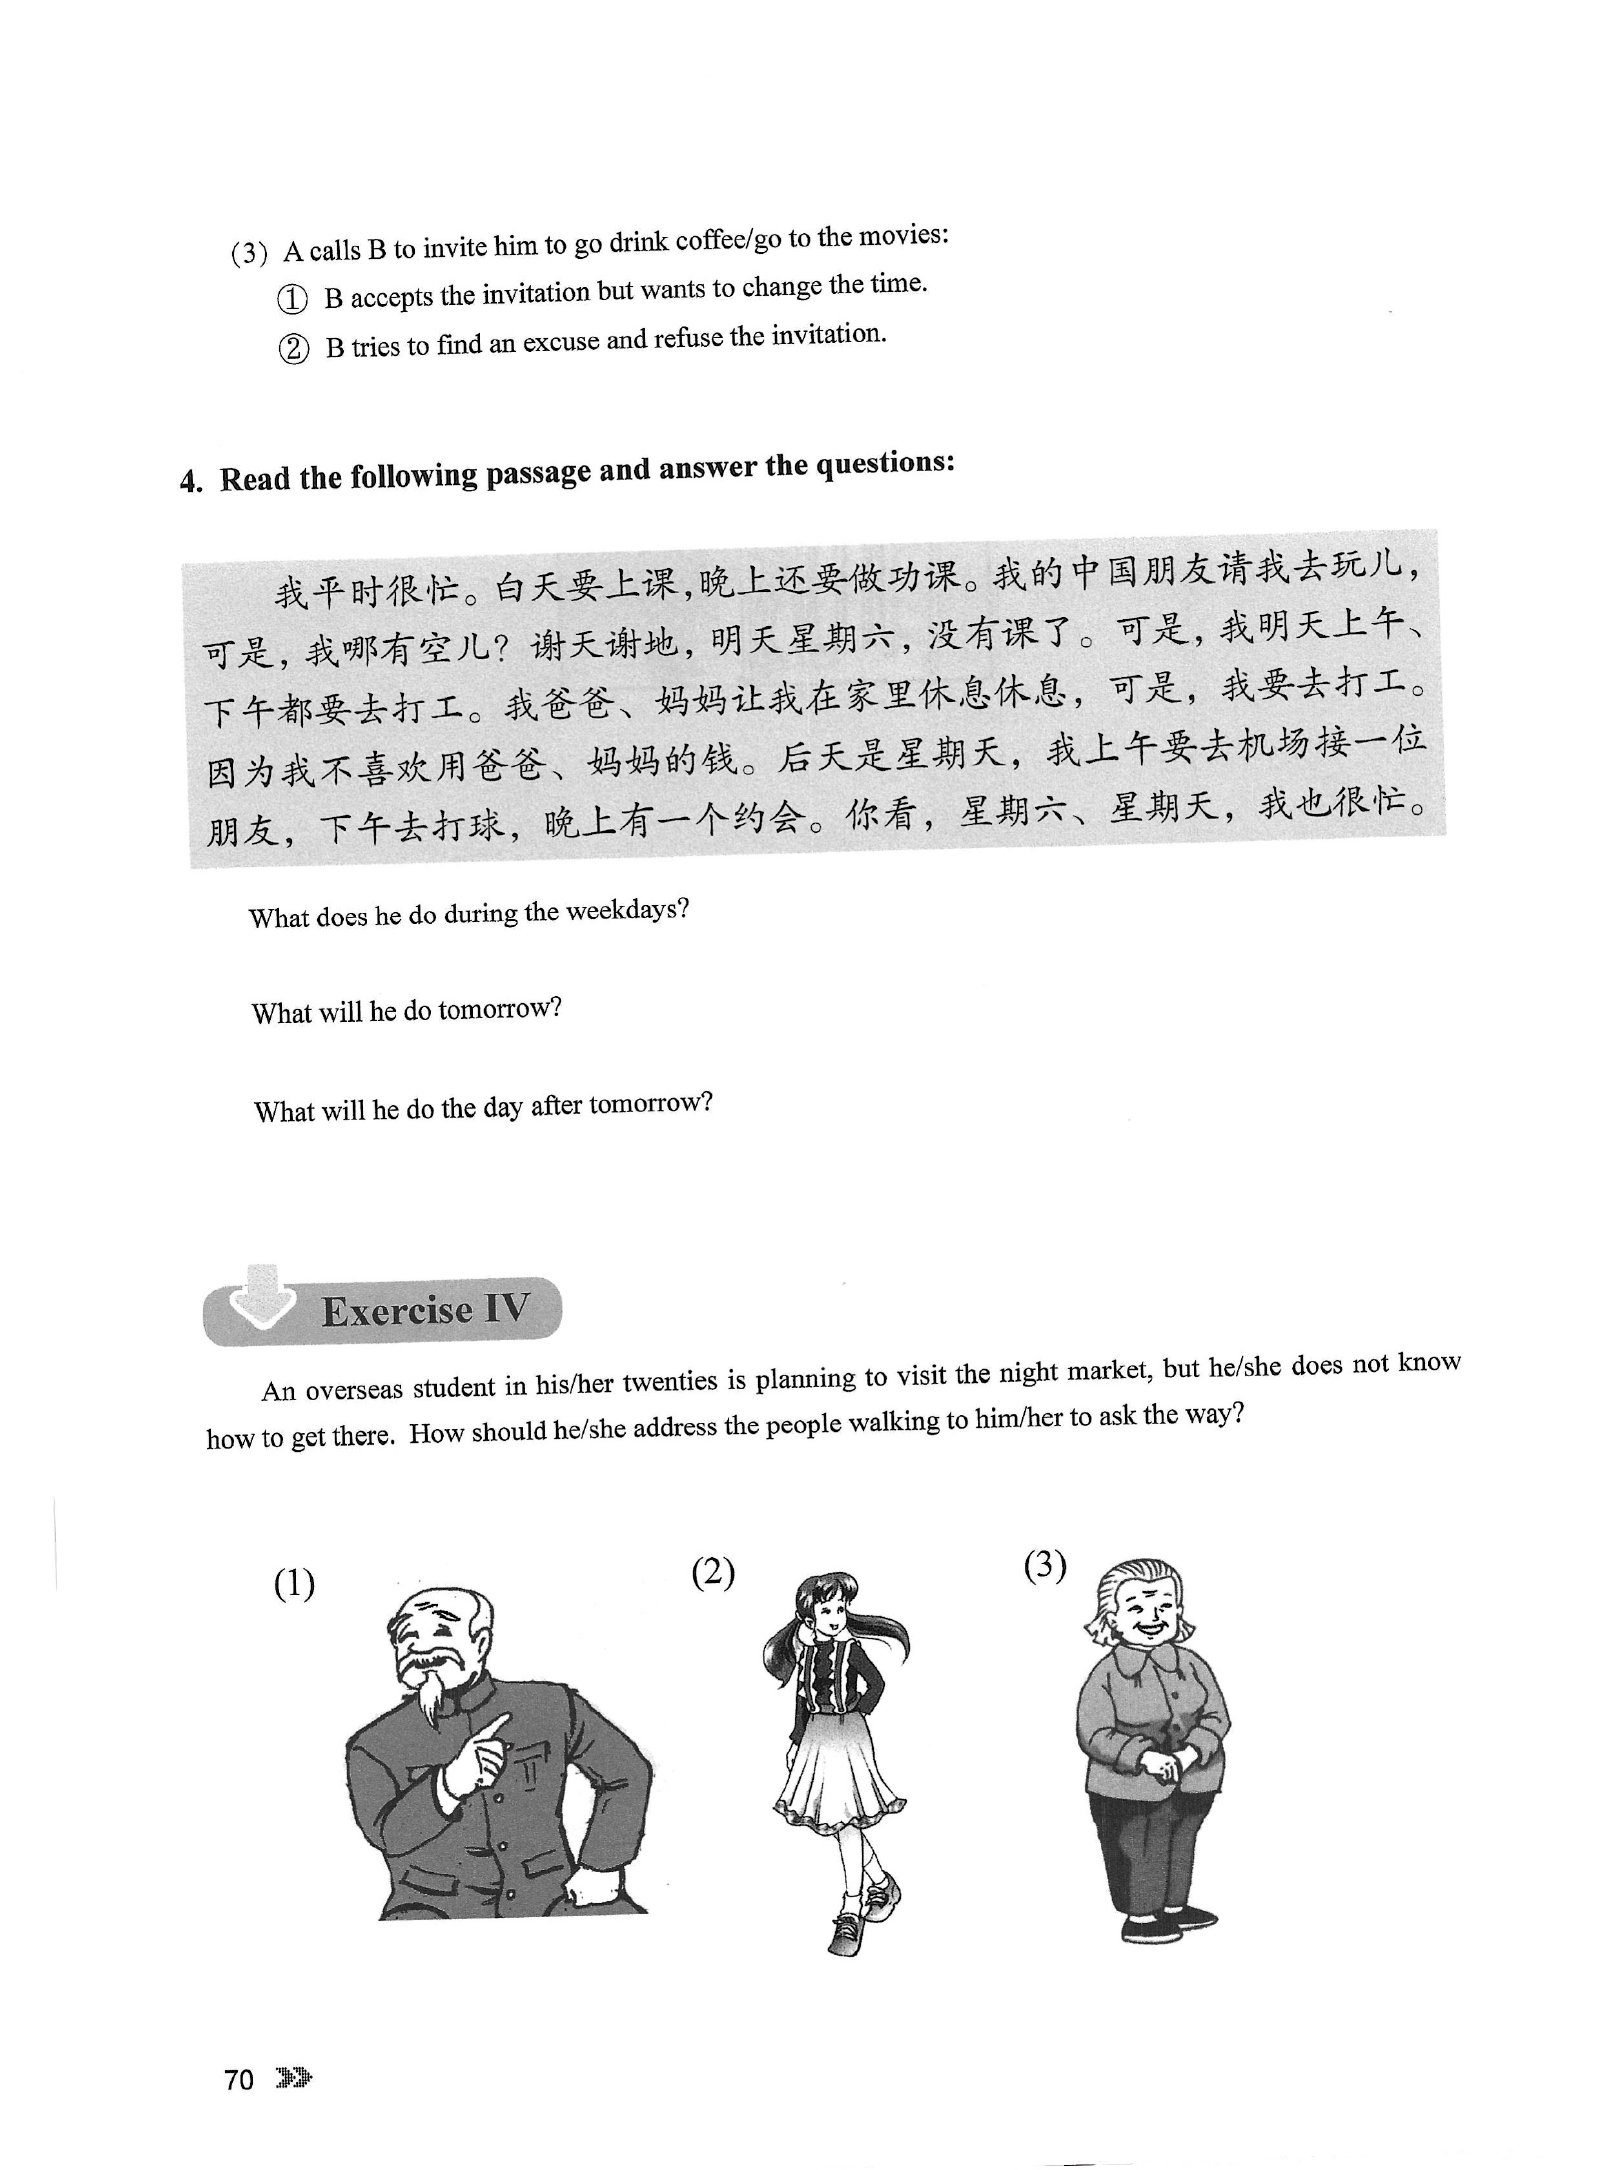 (3) A calls B to invite him to go drink coffee/go to the movies:
① B accepts the invitation but wants to change the time.
② B tries to find an excuse and refuse the invitation.
4. Read the following passage and answer the questions:
我平时很忙。白天要上课，晚上还要做功课。我的中国朋友请我去玩儿，
可是，我哪有空儿？谢天谢地，明天星期六，没有课了。可是，我明天上午、
下午都要去打工。我爸爸、妈妈让我在家里休息休息，可是，我要去打工。
因为我不喜欢用爸爸、妈妈的钱。后天是星期天，我上午要去机场接一位
朋友，下午去打球，晚上有一个约会。你看，星期六、星期天，我也很忙。
What does he do during the weekdays?
What will he do tomorrow?
What will he do the day after tomorrow?
Exercise IV
An overseas student in his/her twenties is planning to visit the night market, but he/she does not know
how to get there. How should he/she address the people walking to him/her to ask the way?
(1)
(2)
(3)
70